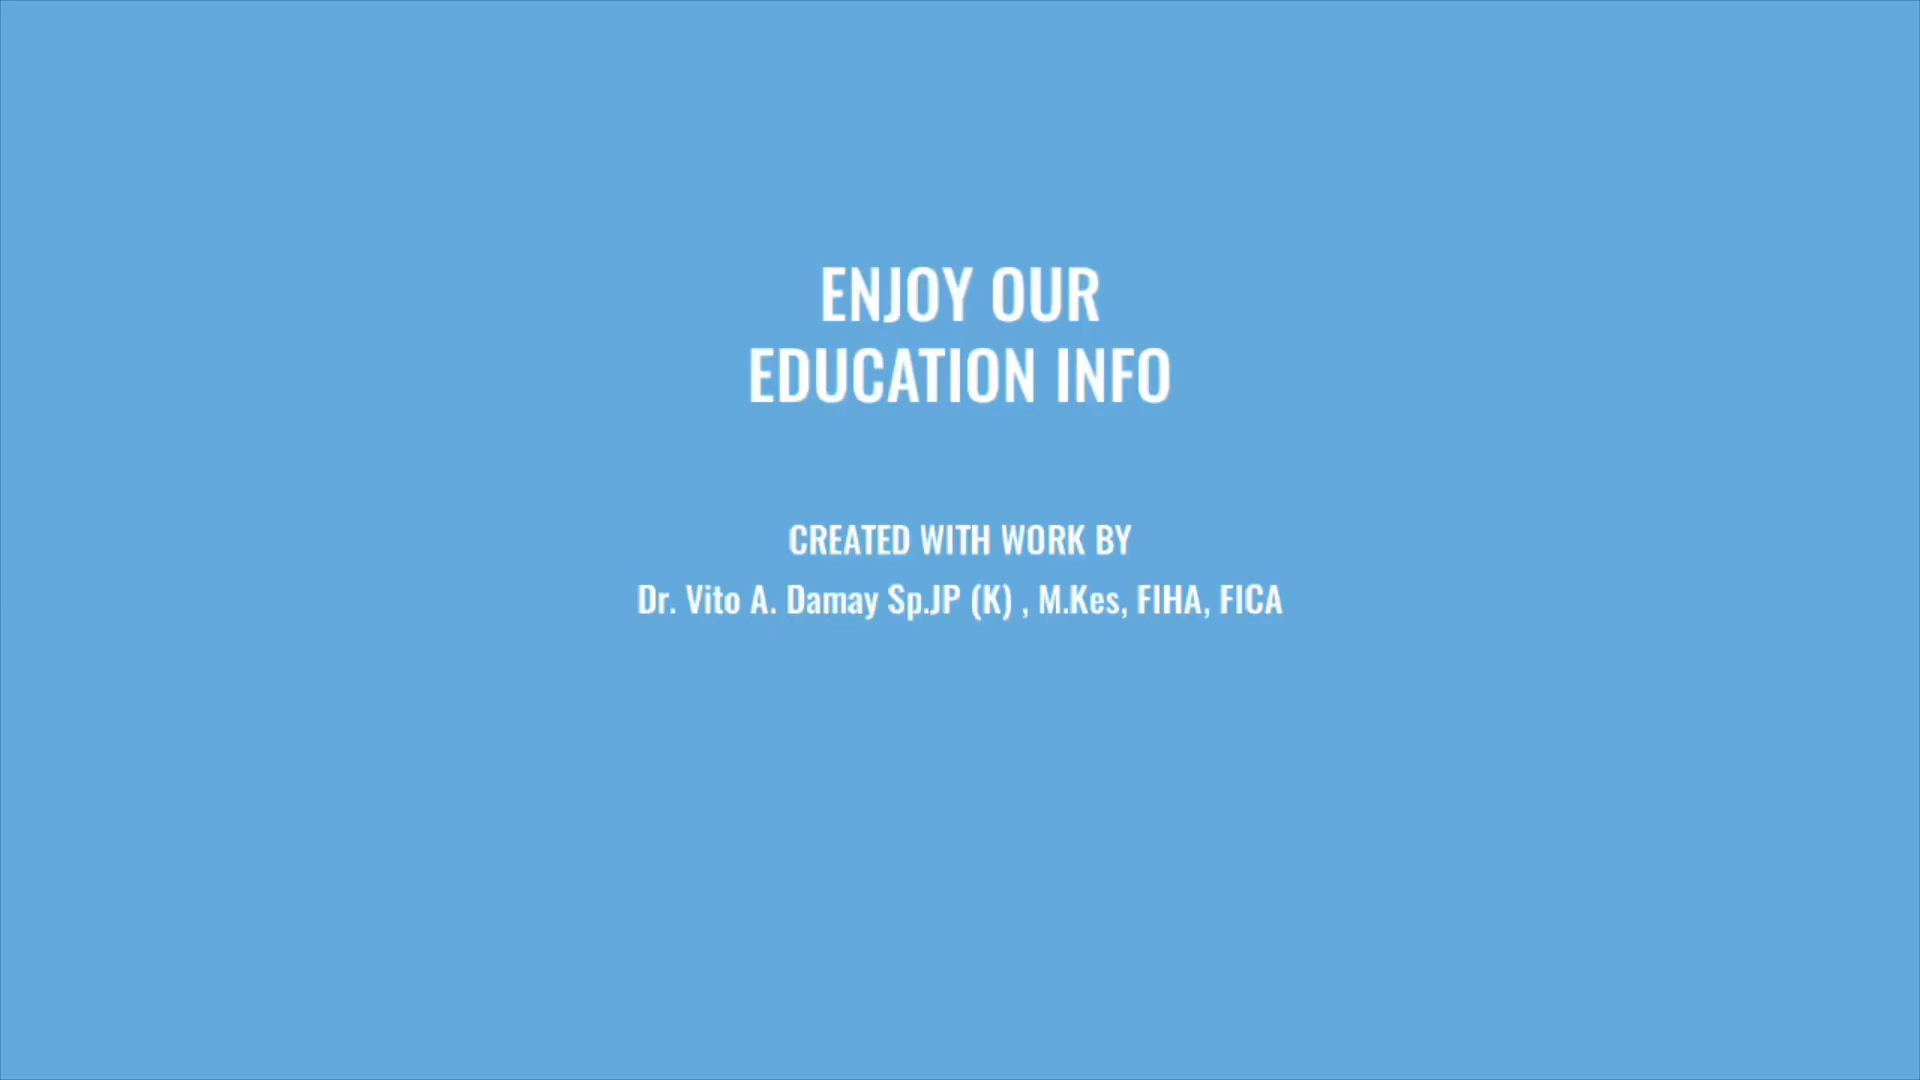 ENJOY OUR
EDUCATION INFO
CREATED WITH WORK BY
Dr. Vito A. Damay Sp.JP (K) , M.Kes, FIHA, FICA